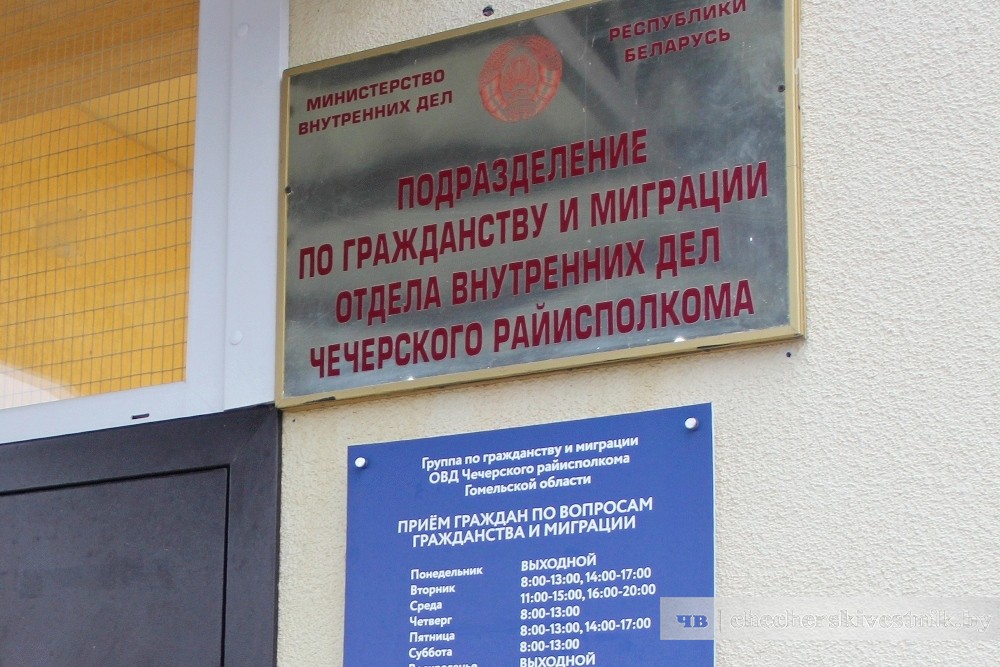 МИНИСТЕРСТВО
ВНУТРЕННИХ ДЕЛ
РЕСПУБЛИКИ
БЕЛАРУСЬ
ПОДРАЗДЕЛЕНИЕ
ПО ГРАЖДАНСТВУ И МИГРАЦИИ
ОТДЕЛА ВНУТРЕННИХ ДЕЛ
ЧЕЧЕРСКОГО РАЙИСПОЛКОМА
Группа по гражданству и миграции
ОВД Чечерского райисполкома
Гомельской области
ПРИЁМ ГРАЖДАН ПО ВОПРОСАМ
ГРАЖДАНСТВА И МИГРАЦИИ
Понедельник ВЫХОДНОЙ
Вторник 8:00-13:00, 14:00-17:00
Среда 11:00-15:00, 16:00-20:00
Четверг 8:00-13:00
Пятница 8:00-13:00, 14:00-17:00
Суббота 8:00-13:00
Воскресенье ВЫХОДНОЙ
ЧВ checherskivesnik.by